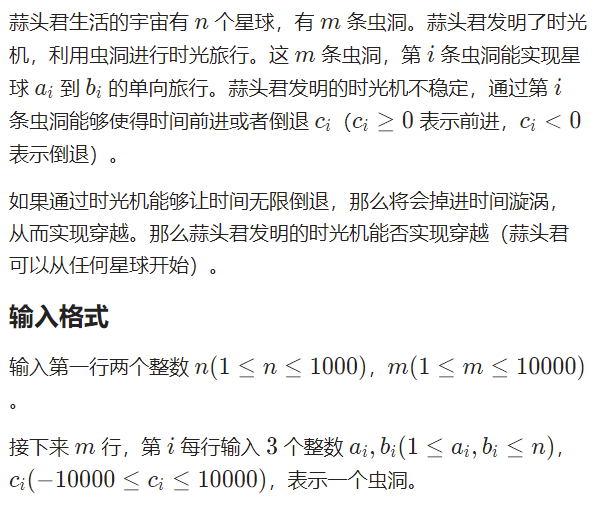 蒜头君生活的宇宙有 n 个星球，有 m 条虫洞。蒜头君发明了时光
机，利用虫洞进行时光旅行。这 m 条虫洞，第 i 条虫洞能实现星
球 a_i 到 b_i 的单向旅行。蒜头君发明的时光机不稳定，通过第 i
条虫洞能够使得时间前进或者倒退 c_i（c_i ≥ 0 表示前进，c_i < 0
表示倒退）。
如果通过时光机能够让时间无限倒退，那么将会掉进时间漩涡，
从而实现穿越。那么蒜头君发明的时光机能否实现穿越（蒜头君
可以从任何星球开始）。
输入格式
输入第一行两个整数 n(1 ≤ n ≤ 1000)，m(1 ≤ m ≤ 10000)
。
接下来 m 行，第 i 每行输入 3 个整数 a_i, b_i(1 ≤ a_i, b_i ≤ n)，
c_i(−10000 ≤ c_i ≤ 10000)，表示一个虫洞。